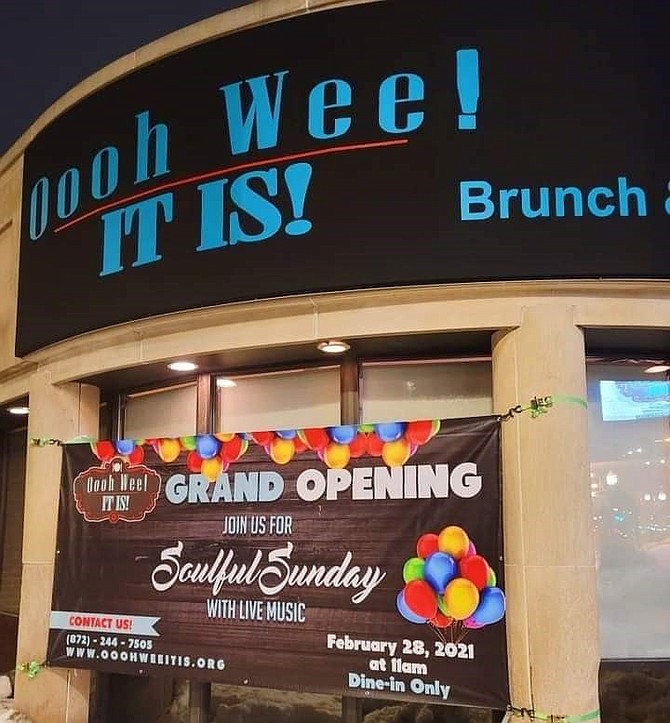 Oooh Wee!
IT IS!
Brunch &
Oooh Wee!
IT IS!
GRAND OPENING
JOIN US FOR
Soulful Sunday
WITH LIVE MUSIC
CONTACT US!
(872) - 244 - 7505
WWW.OOOHWEEITIS.ORG
February 28, 2021
at 11am
Dine-in Only